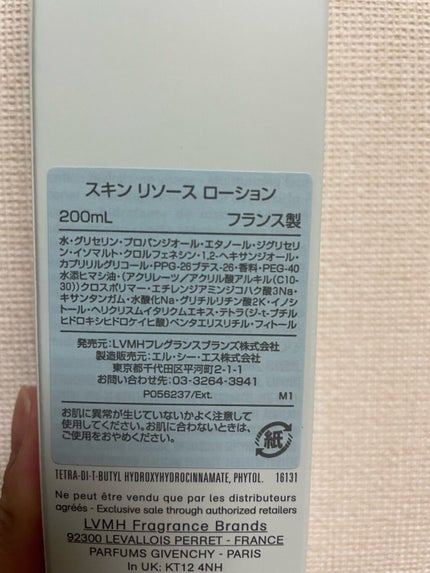 スキン リソース ローション
200mL フランス製
水・グリセリン・プロパンジオール・エタノール・ジグリセリ
ン・イソマルト・クロルフェネシン・1,2-ヘキサンジオール・
カプリリルグリコール・PPG-26ブテス-26・香料・PEG-40
水添ヒマシ油・(アクリレーツ/アクリル酸アルキル(C10-
30))クロスポリマー・エチレンジアミンジコハク酸3Na・
キサンタンガム・水酸化Na・グリチルリチン酸2K・イノシ
トール・ヘリクリスムイタリクムエキス・テトラ(ジ-t-ブチル
ヒドロキシヒドロケイヒ酸)ペンタエリスリチル・フィトール
発売元:LVMHフレグランスブランズ株式会社
製造販売元:エル・シー・エス株式会社
東京都千代田区平河町2-1-1
お問い合わせ先:03-3264-3941
P056237/Ext. M1
お肌に異常が生じていないかよく注意して
使用してください。お肌に合わないときは、
ご使用をおやめください。
紙
TETRA-DI-T-BUTYL HYDROXYHYDROCINNAMATE, PHYTOL. 16131
Ne peut être vendu que par les distributeurs
agréés - Exclusive sale through authorized retailers
LVMH Fragrance Brands
92300 LEVALLOIS PERRET - FRANCE
PARFUMS GIVENCHY - PARIS
In UK: KT12 4NH